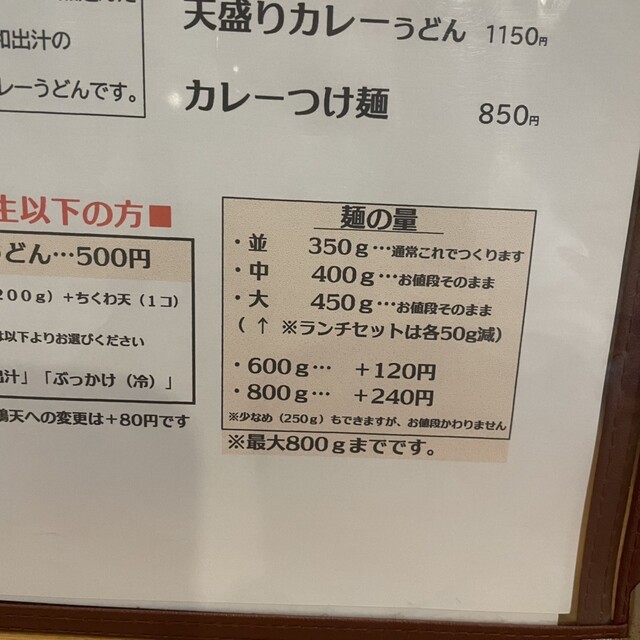 和出汁の
レーうどんです。
天盛りカレーうどん 1150円
カレーつけ麺 850円
生以下の方■
うどん…500円
200g）＋ちくわ天（1コ）
は以下よりお選びください
出汁」「ぶっかけ（冷）」
鶏天への変更は＋80円です
麺の量
・並 350g…通常これでつくります
・中 400g…お値段そのまま
・大 450g…お値段そのまま
（ ↑ ※ランチセットは各50g減）
・600g… ＋120円
・800g… ＋240円
※少なめ（250g）もできますが、お値段かわりません
※最大800gまでです。